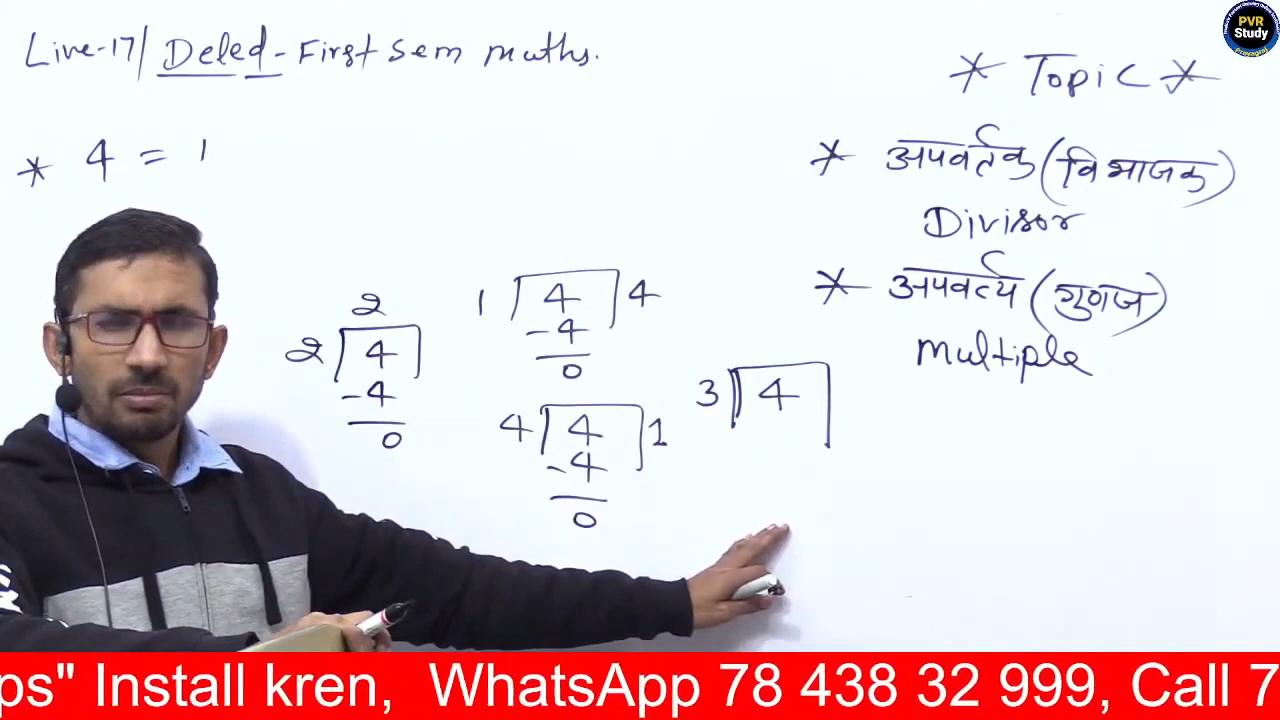 Live-17/ Deled - First Sem maths.
* Topic *
* 4 = 1
* अपवर्तक (विभाजक)
Divisor
* अपवर्त्य (गुणज)
multiple
2
2 4
-4
0
1 4 4
-4
0
4 4 1
-4
0
3 4
PVR
Study
Prayagraj
ps" Install kren, WhatsApp 78 438 32 999, Call 7